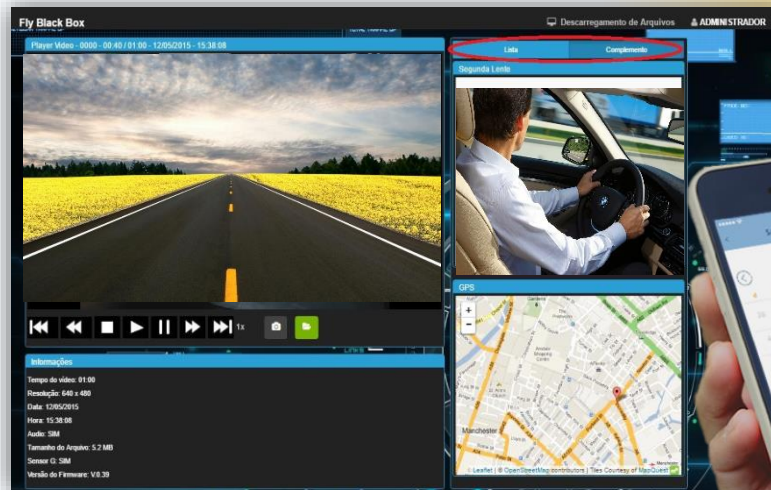 Fly Black Box
Descarregamento de Arquivos
ADMINISTRADOR
Player Video - 0000 - 00:40 / 01:00 - 12/05/2015 - 15:38:08
Lista
Complemento
Segunda Lente
GPS
+
-
Manchester
Leaflet | © OpenStreetMap contributors | Tiles Courtesy of MapQuest
1x
Informações
Tempo do vídeo: 01:00
Resolução: 640 x 480
Data: 12/05/2015
Hora: 15:38:08
Audio: SIM
Tamanho do Arquivo: 5.2 MB
Sensor G: SIM
Versão do Firmware: V.0.39